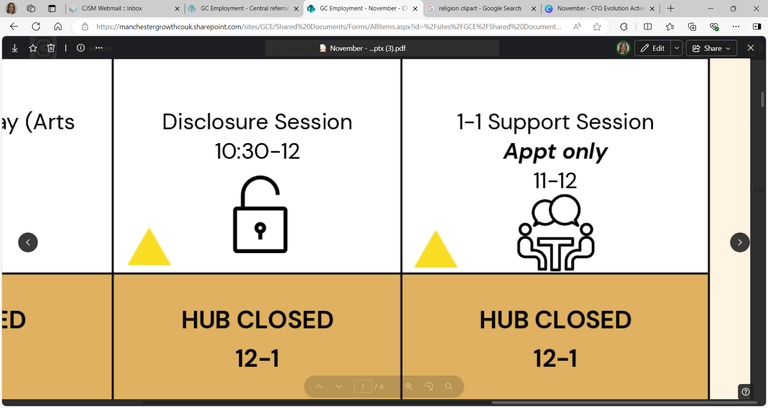 CJSM Webmail :: Inbox
GC Employment - Central referra
GC Employment - November - CF
religion clipart - Google Search
November - CFO Evolution Activ
https://manchestergrowthcouk.sharepoint.com/sites/GCE/Shared%20Documents/Forms/AllItems.aspx?id=%2Fsites%2FGCE%2FShared%20Document...
November - ...ptx (3).pdf
Edit
Share
ay (Arts
Disclosure Session
10:30-12
1-1 Support Session
Appt only
11-12
ED
HUB CLOSED
12-1
HUB CLOSED
12-1
1 / 4